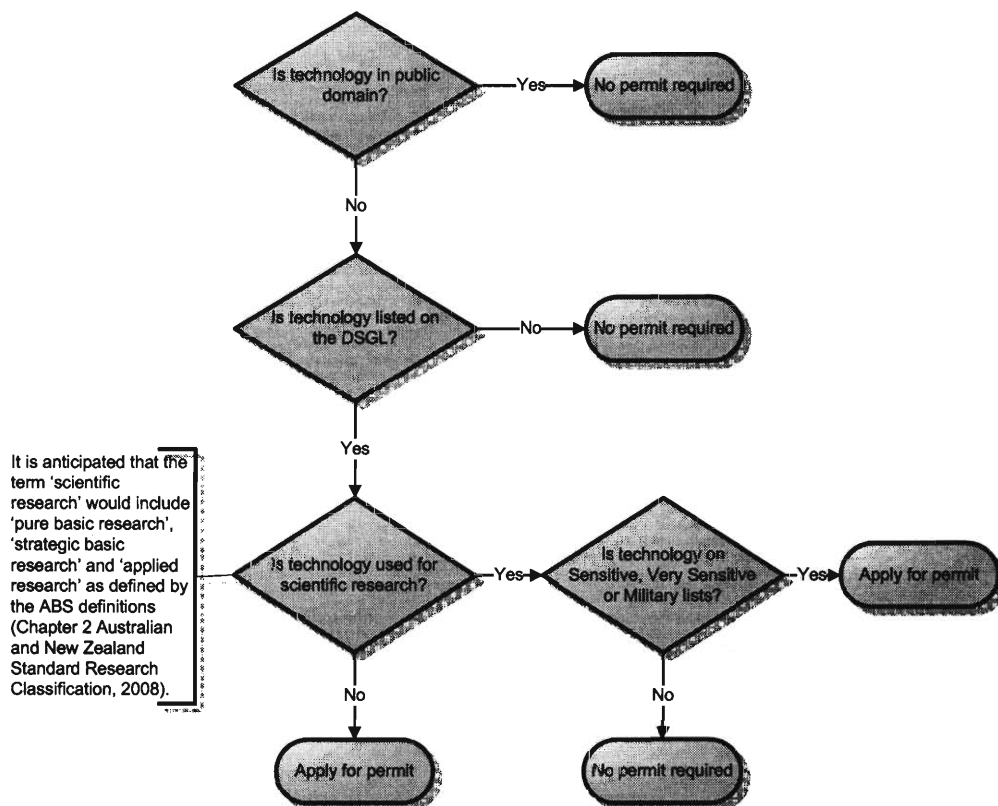 Is technology in public
domain?
Yes
No permit required
No
Is technology listed on
the DSGL?
No
No permit required
Yes
It is anticipated that the
term ‘scientific
research’ would include
‘pure basic research’,
‘strategic basic
research’ and ‘applied
research’ as defined by
the ABS definitions
(Chapter 2 Australian
and New Zealand
Standard Research
Classification, 2008).
Is technology used for
scientific research?
Yes
Is technology on
Sensitive, Very Sensitive
or Military lists?
Yes
Apply for permit
No
Apply for permit
No
No permit required